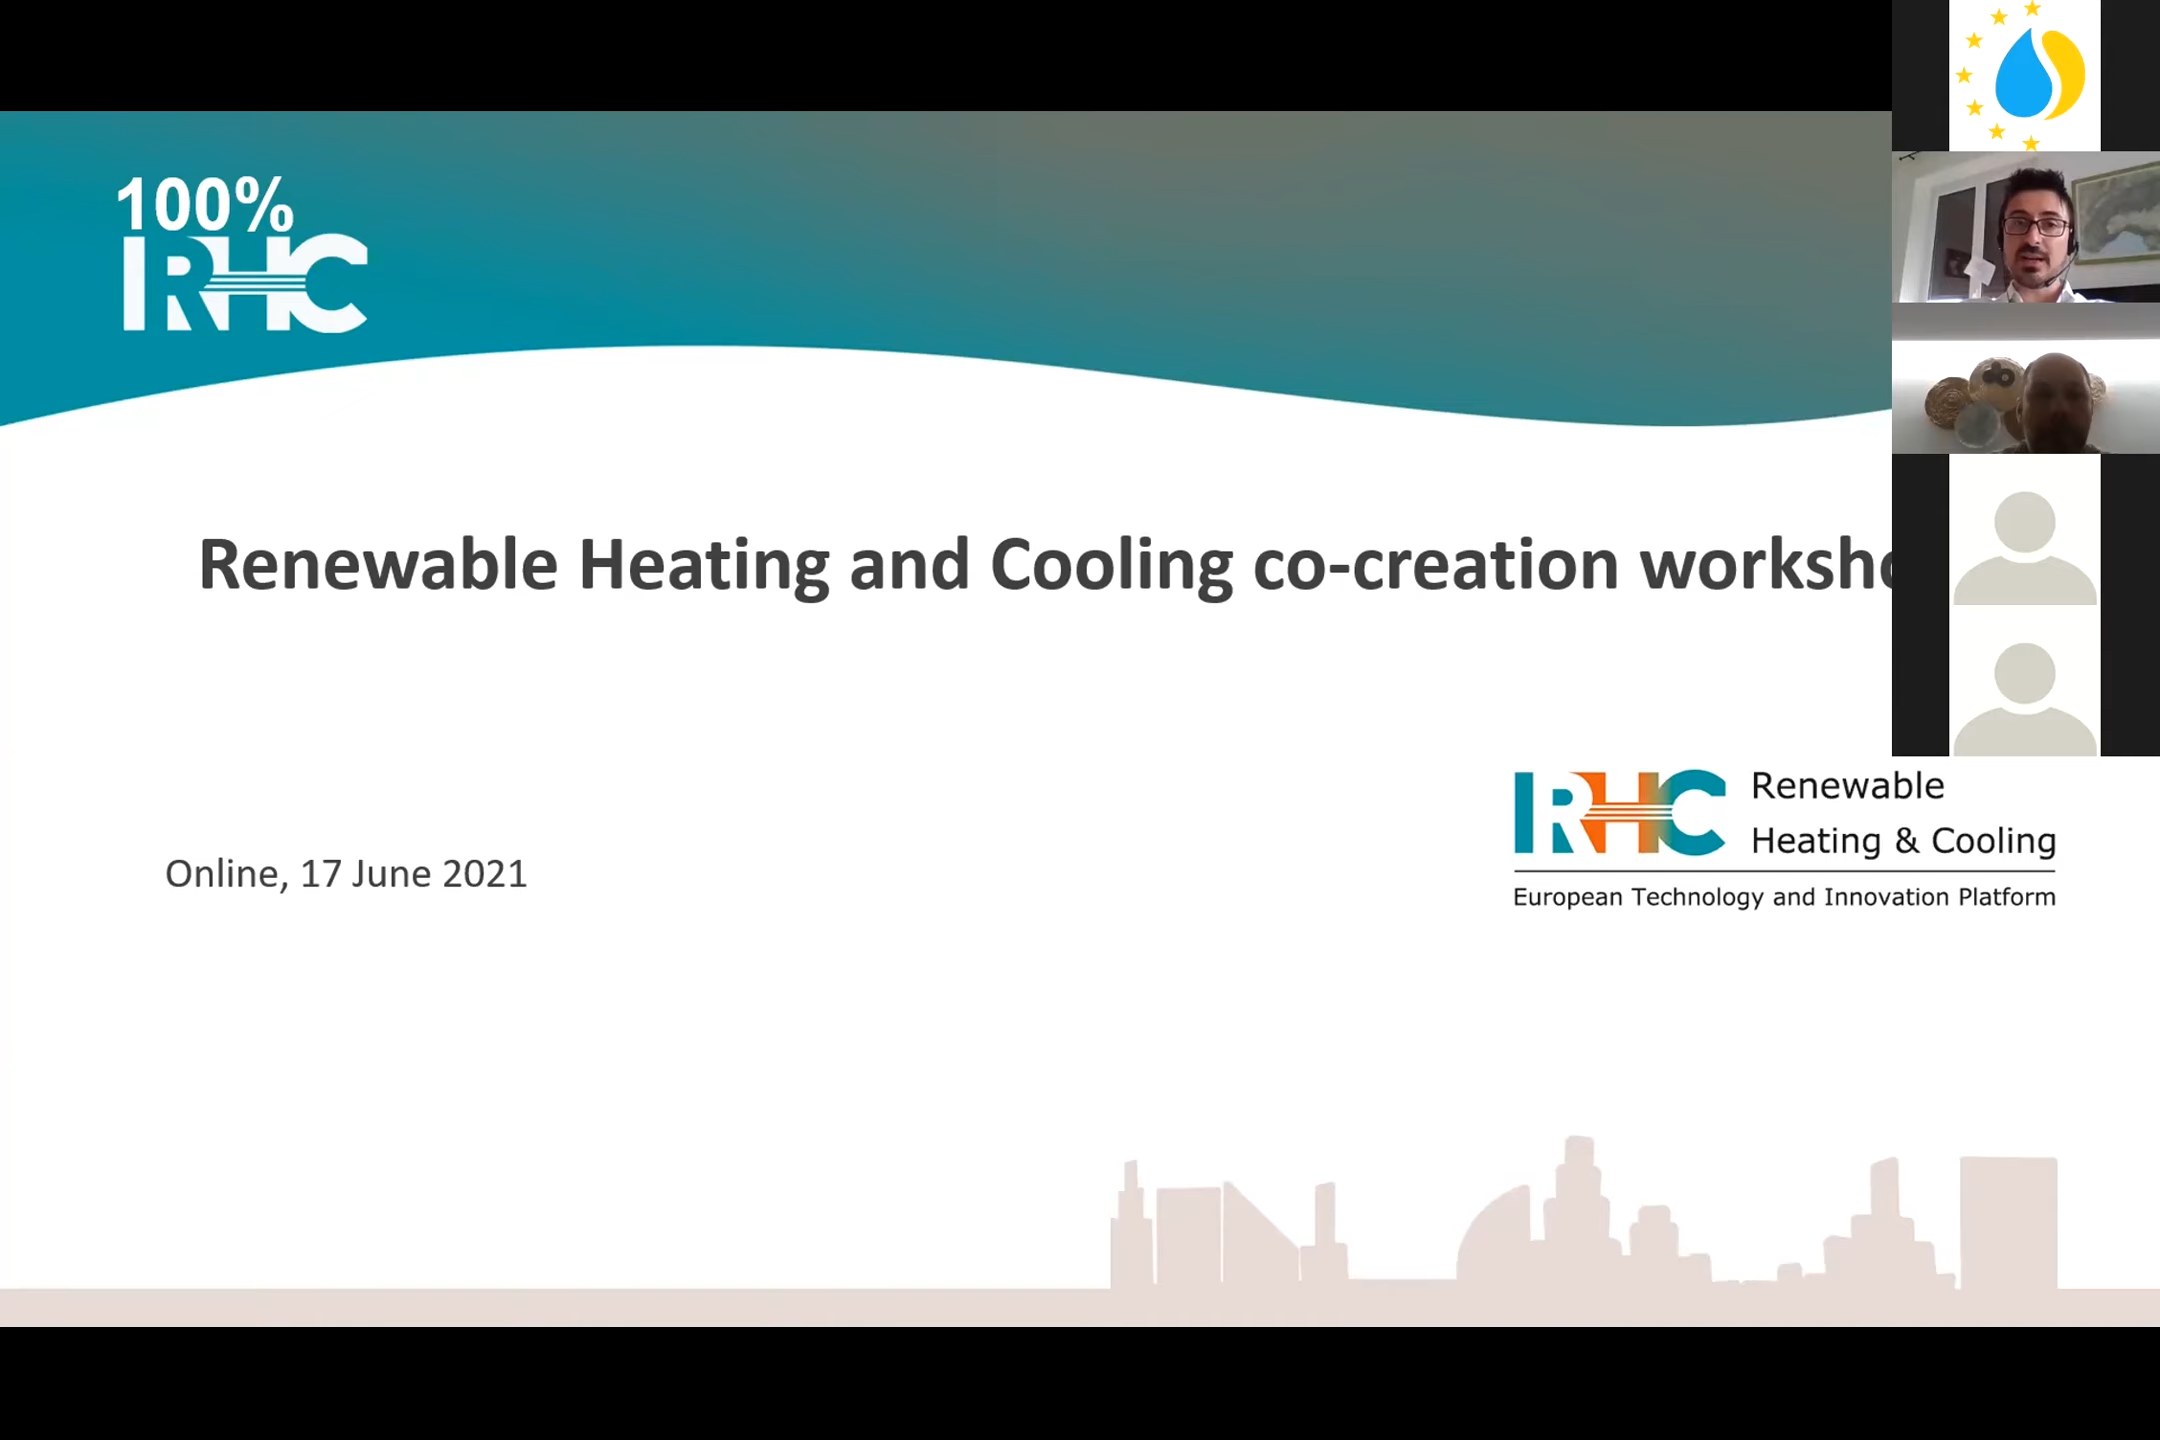 100%
RHC
Renewable Heating and Cooling co-creation
RHC
Renewable
Heating & Cooling
European Technology and Innovation Platform
Online, 17 June 2021